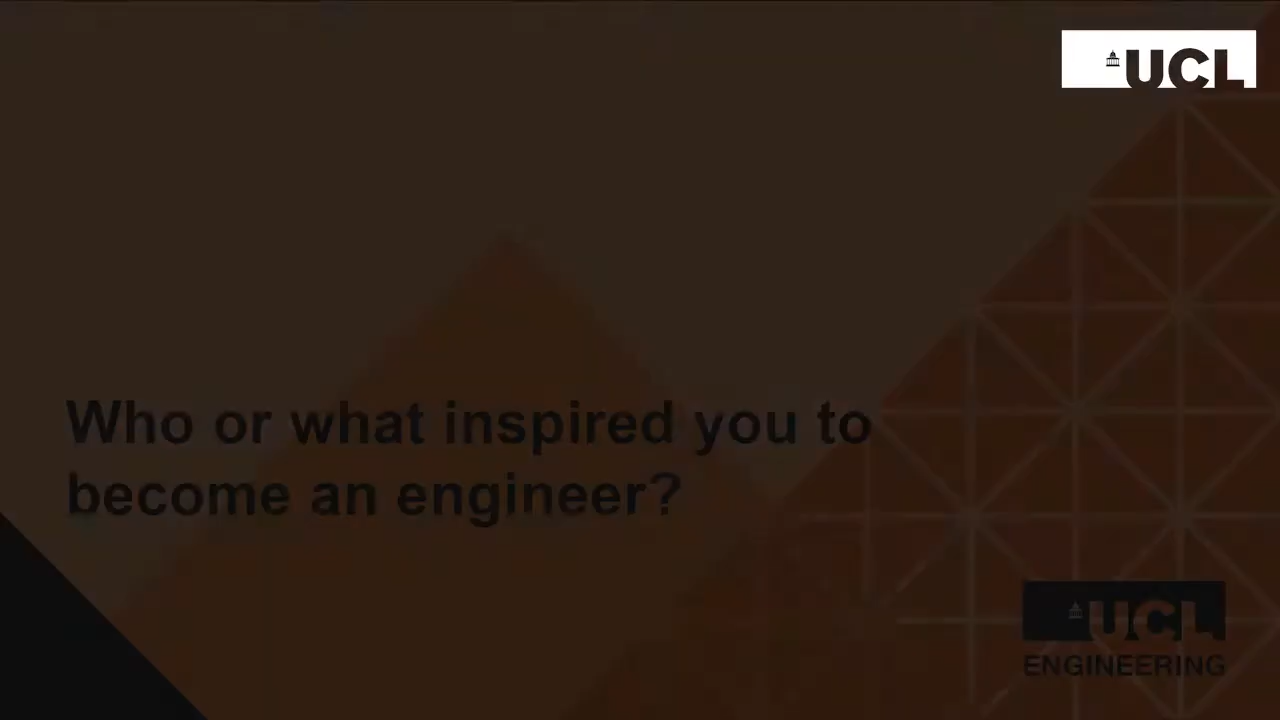 UCL
Who or what inspired you to
become an engineer?
UCL
ENGINEERING